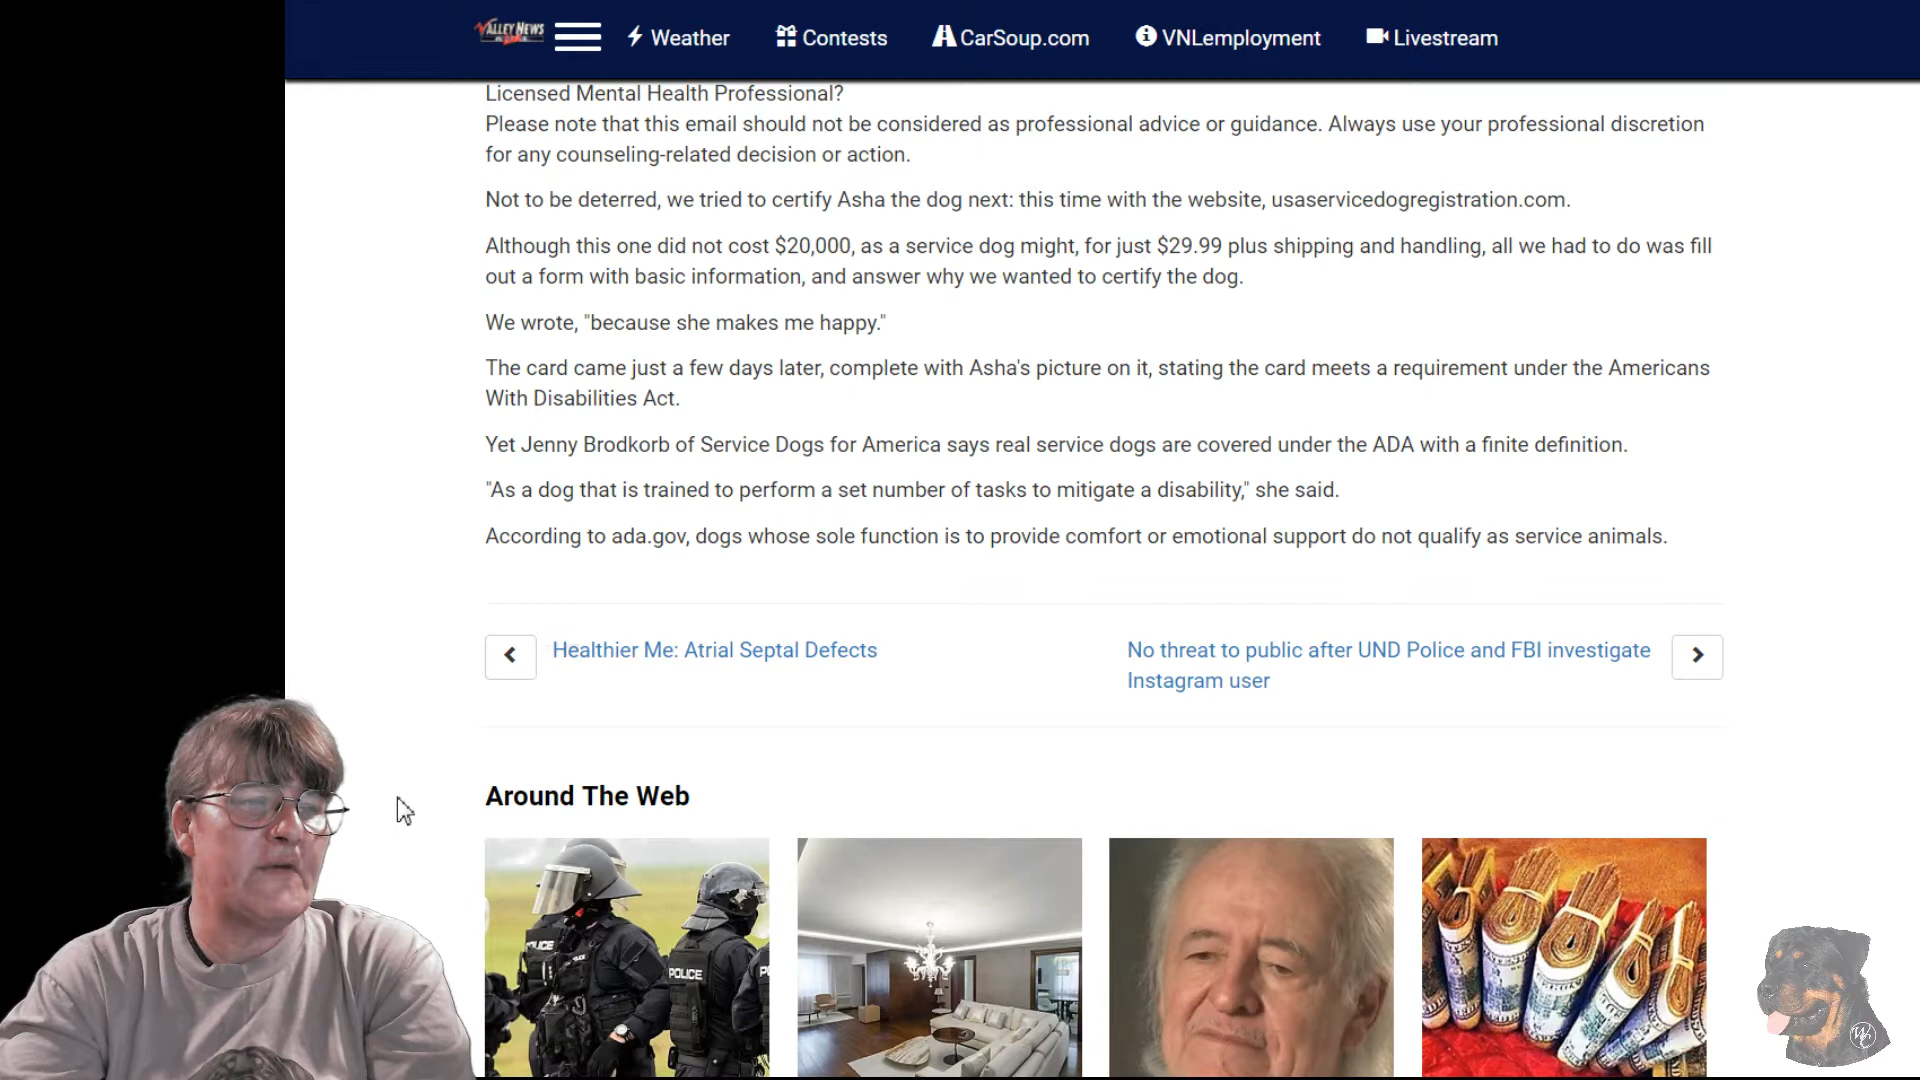 VALLEY NEWS
Weather
Contests
CarSoup.com
VNLemployment
Livestream
Licensed Mental Health Professional?
Please note that this email should not be considered as professional advice or guidance. Always use your professional discretion
for any counseling-related decision or action.
Not to be deterred, we tried to certify Asha the dog next: this time with the website, usaservicedogregistration.com.
Although this one did not cost $20,000, as a service dog might, for just $29.99 plus shipping and handling, all we had to do was fill
out a form with basic information, and answer why we wanted to certify the dog.
We wrote, "because she makes me happy."
The card came just a few days later, complete with Asha's picture on it, stating the card meets a requirement under the Americans
With Disabilities Act.
Yet Jenny Brodkorb of Service Dogs for America says real service dogs are covered under the ADA with a finite definition.
"As a dog that is trained to perform a set number of tasks to mitigate a disability," she said.
According to ada.gov, dogs whose sole function is to provide comfort or emotional support do not qualify as service animals.
Healthier Me: Atrial Septal Defects
No threat to public after UND Police and FBI investigate
Instagram user
Around The Web
POLICE
POLICE